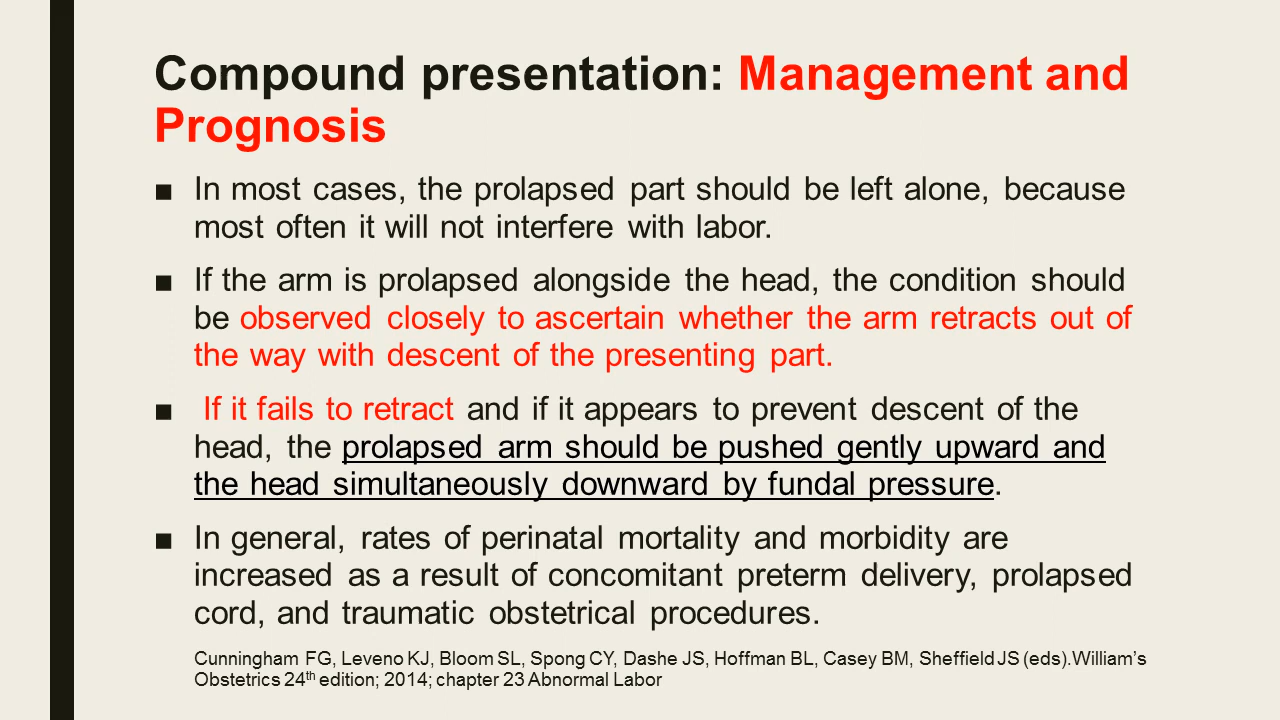 Compound presentation: Management and
Prognosis
■ In most cases, the prolapsed part should be left alone, because
most often it will not interfere with labor.
■ If the arm is prolapsed alongside the head, the condition should
be observed closely to ascertain whether the arm retracts out of
the way with descent of the presenting part.
■ If it fails to retract and if it appears to prevent descent of the
head, the prolapsed arm should be pushed gently upward and
the head simultaneously downward by fundal pressure.
■ In general, rates of perinatal mortality and morbidity are
increased as a result of concomitant preterm delivery, prolapsed
cord, and traumatic obstetrical procedures.
Cunningham FG, Leveno KJ, Bloom SL, Spong CY, Dashe JS, Hoffman BL, Casey BM, Sheffield JS (eds).William’s
Obstetrics 24th edition; 2014; chapter 23 Abnormal Labor